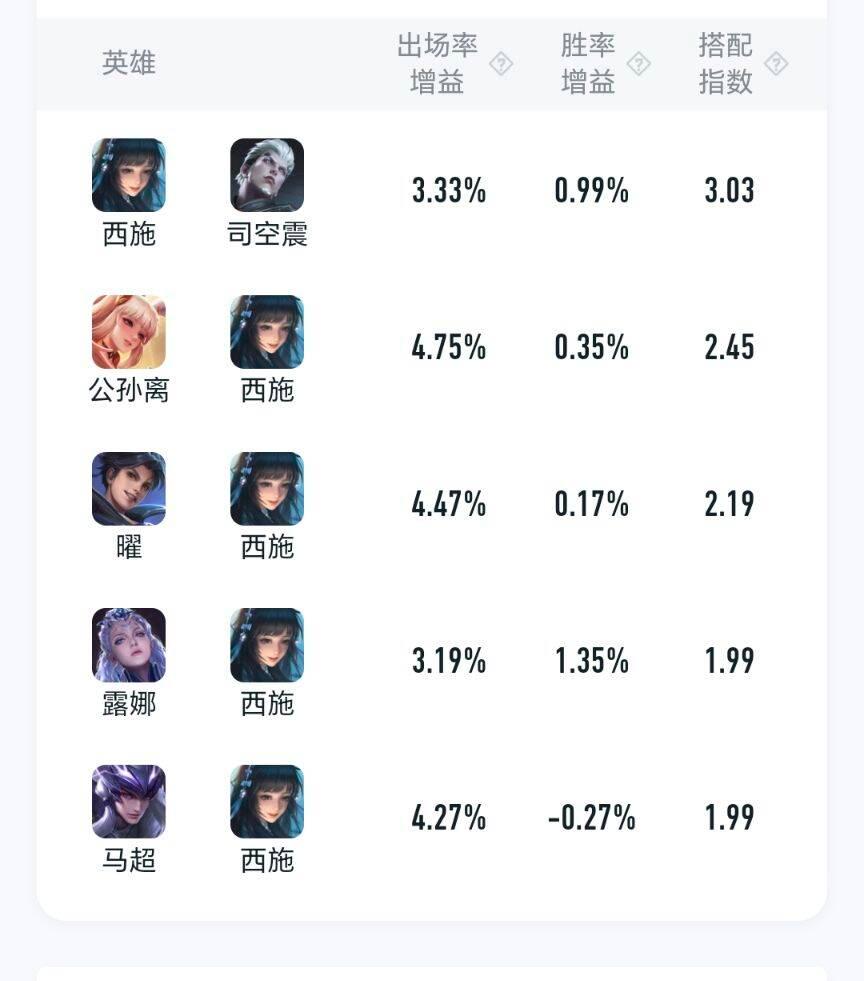 英雄 出场率增益 ? 胜率增益 ? 搭配指数 ?
西施 司空震 3.33% 0.99% 3.03
公孙离 西施 4.75% 0.35% 2.45
曜 西施 4.47% 0.17% 2.19
露娜 西施 3.19% 1.35% 1.99
马超 西施 4.27% -0.27% 1.99